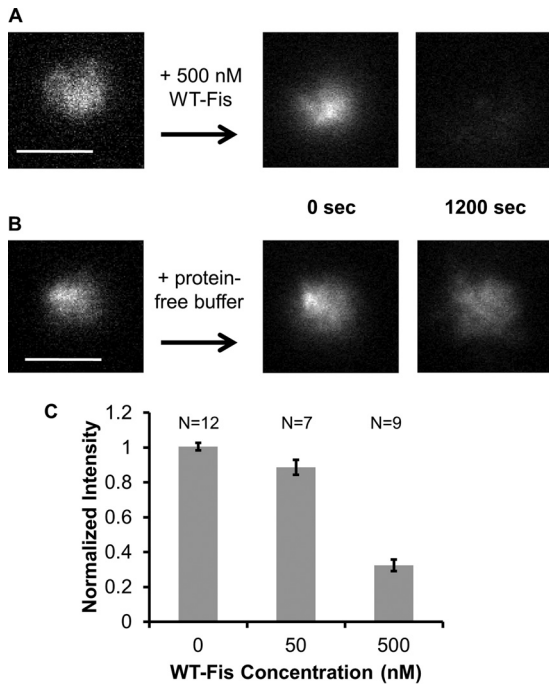 A
+ 500 nM
WT-Fis
0 sec
1200 sec
B
+ protein-
free buffer
C
Normalized Intensity
1.2
1
0.8
0.6
0.4
0.2
0
N=12
N=7
N=9
0
50
500
WT-Fis Concentration (nM)